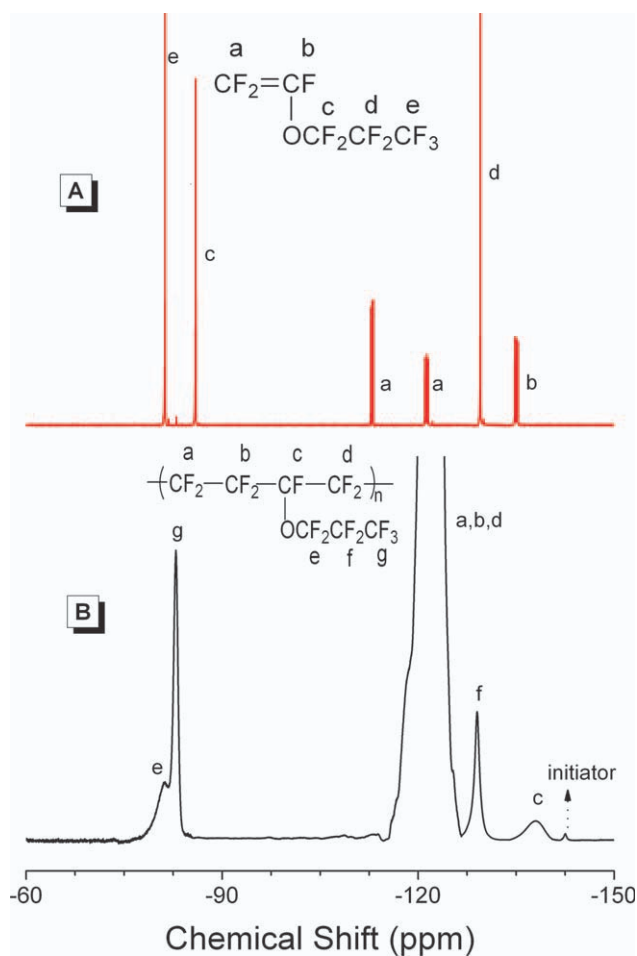 a b
e
CF₂=CF
c d e
OCF₂CF₂CF₃
A
d
c
a a b
a b c d
–(CF₂–CF₂–CF–CF₂)–n
g
a,b,d
OCF₂CF₂CF₃
e f g
B
f
e
initiator
c
-60 -90 -120 -150
Chemical Shift (ppm)